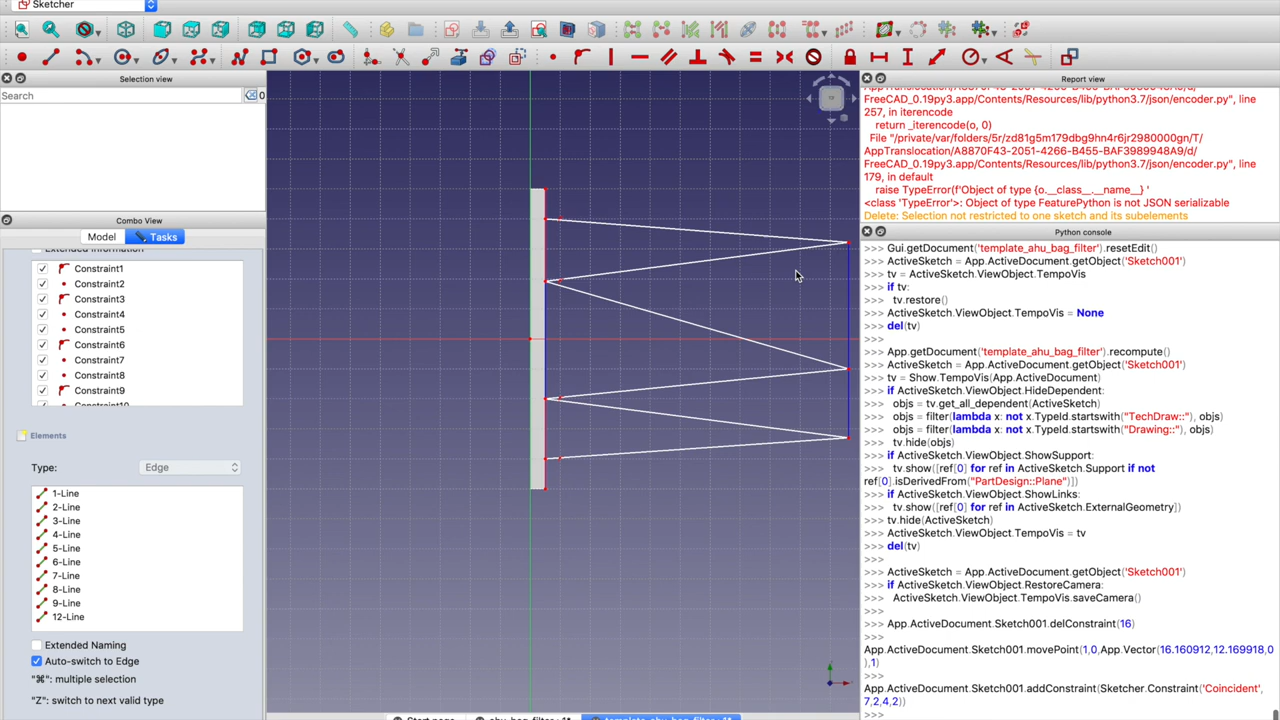 Sketcher
Selection view
Search
0
Combo View
Model
Tasks
Constraint1
Constraint2
Constraint3
Constraint4
Constraint5
Constraint6
Constraint7
Constraint8
Constraint9
Constraint10
Elements
Type:
Edge
1-Line
2-Line
3-Line
4-Line
5-Line
6-Line
7-Line
8-Line
9-Line
12-Line
Extended Naming
Auto-switch to Edge
"⌘": multiple selection
"Z": switch to next valid type
Report view
FreeCAD_0.19py3.app/Contents/Resources/lib/python3.7/json/encoder.py", line
257, in iterencode
return _iterencode(o, 0)
File "/private/var/folders/5r/zd81g5m179dbg9hn4r6jr2980000gn/T/
AppTranslocation/A8870F43-2051-4266-B455-BAF3989948A9/d/
FreeCAD_0.19py3.app/Contents/Resources/lib/python3.7/json/encoder.py", line
179, in default
raise TypeError(f'Object of type {o.__class__.__name__} '
<class 'TypeError'>: Object of type FeaturePython is not JSON serializable
Delete: Selection not restricted to one sketch and its subelements
Python console
>>> Gui.getDocument('template_ahu_bag_filter').resetEdit()
>>> ActiveSketch = App.ActiveDocument.getObject('Sketch001')
>>> tv = ActiveSketch.ViewObject.TempoVis
>>> if tv:
>>> tv.restore()
>>> ActiveSketch.ViewObject.TempoVis = None
>>> del(tv)
>>>
>>> App.getDocument('template_ahu_bag_filter').recompute()
>>> ActiveSketch = App.ActiveDocument.getObject('Sketch001')
>>> tv = Show.TempoVis(App.ActiveDocument)
>>> if ActiveSketch.ViewObject.HideDependent:
>>> objs = tv.get_all_dependent(ActiveSketch)
>>> objs = filter(lambda x: not x.TypeId.startswith("TechDraw::"), objs)
>>> objs = filter(lambda x: not x.TypeId.startswith("Drawing::"), objs)
>>> tv.hide(objs)
>>> if ActiveSketch.ViewObject.ShowSupport:
>>> tv.show([ref[0] for ref in ActiveSketch.Support if not
ref[0].isDerivedFrom("PartDesign::Plane")])
>>> if ActiveSketch.ViewObject.ShowLinks:
>>> tv.show([ref[0] for ref in ActiveSketch.ExternalGeometry])
>>> tv.hide(ActiveSketch)
>>> ActiveSketch.ViewObject.TempoVis = tv
>>> del(tv)
>>>
>>> ActiveSketch = App.ActiveDocument.getObject('Sketch001')
>>> if ActiveSketch.ViewObject.RestoreCamera:
>>> ActiveSketch.ViewObject.TempoVis.saveCamera()
>>>
>>> App.ActiveDocument.Sketch001.delConstraint(16)
>>>
>>>
App.ActiveDocument.Sketch001.movePoint(1,0,App.Vector(16.160912,12.169918,0
),1)
>>>
>>>
App.ActiveDocument.Sketch001.addConstraint(Sketcher.Constraint('Coincident',
7,2,4,2))
>>>